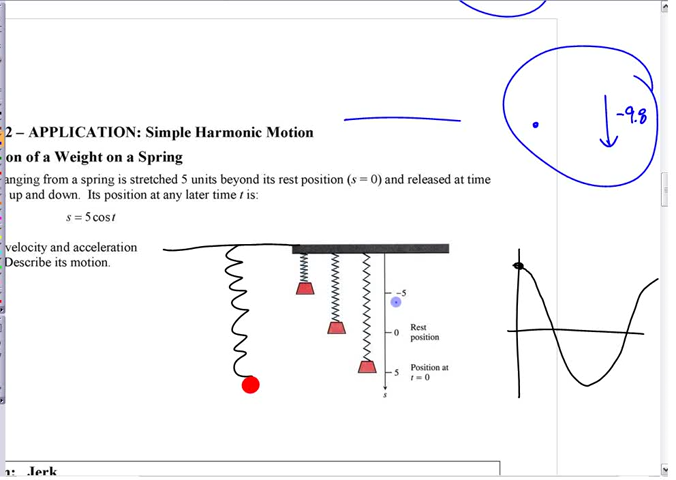 2 – APPLICATION: Simple Harmonic Motion
on of a Weight on a Spring
anging from a spring is stretched 5 units beyond its rest position (s = 0) and released at time
up and down. Its position at any later time t is:
s = 5 cos t
velocity and acceleration
Describe its motion.
-9.8
-5
0 Rest
position
5 Position at
t = 0
s
n: Jerk